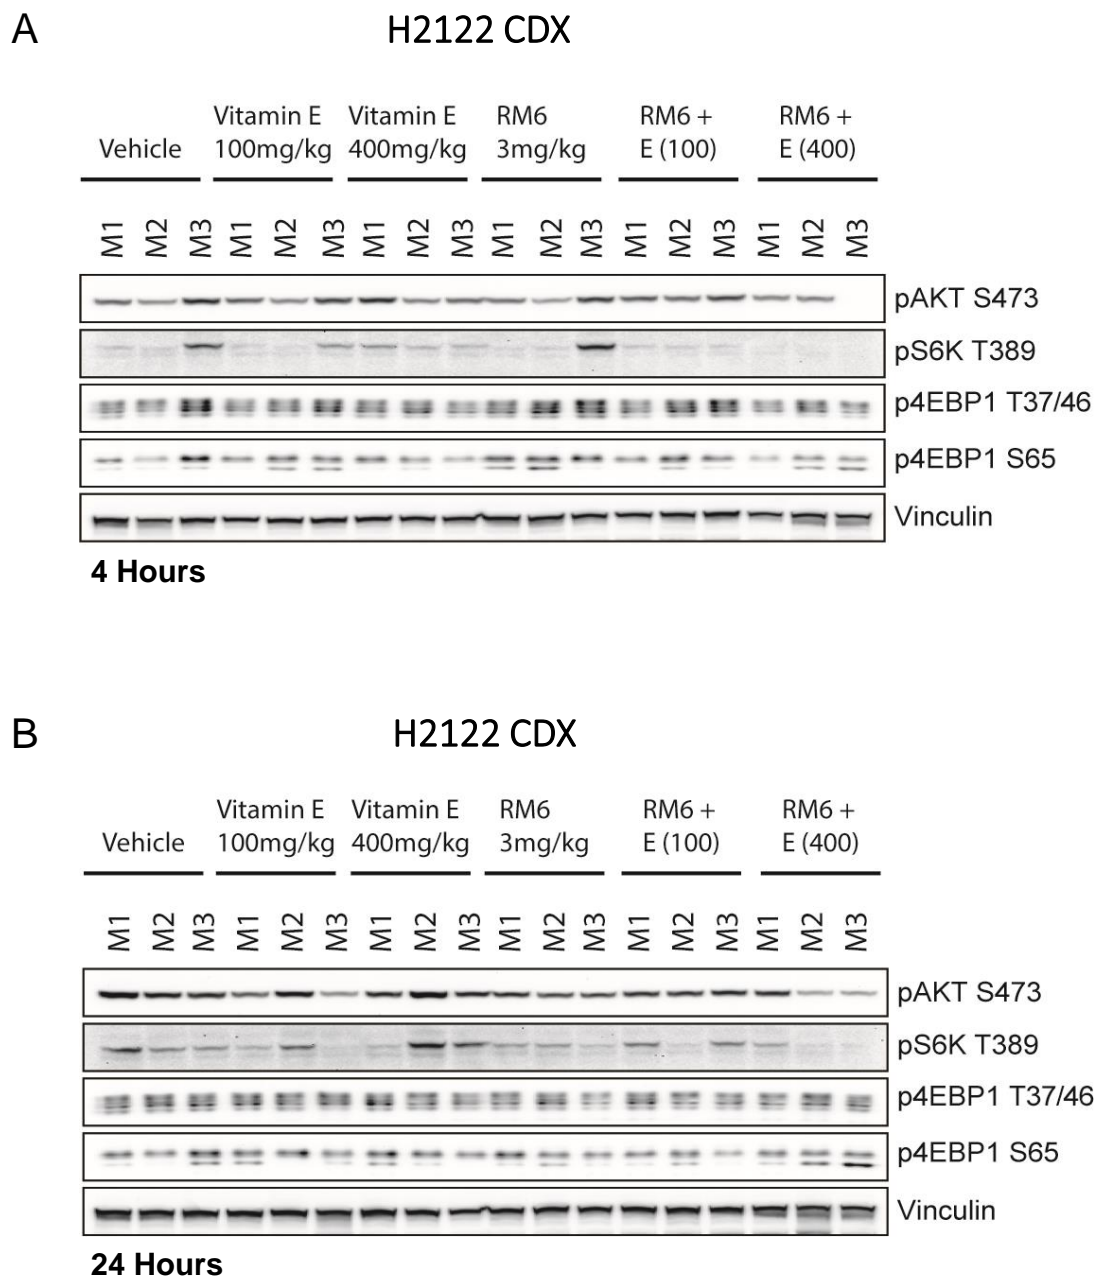 A
H2122 CDX
Vehicle
Vitamin E
100mg/kg
Vitamin E
400mg/kg
RM6
3mg/kg
RM6 +
E (100)
RM6 +
E (400)
M1 M2 M3 M1 M2 M3 M1 M2 M3 M1 M2 M3 M1 M2 M3 M1 M2 M3
pAKT S473
pS6K T389
p4EBP1 T37/46
p4EBP1 S65
Vinculin
4 Hours
B
H2122 CDX
Vehicle
Vitamin E
100mg/kg
Vitamin E
400mg/kg
RM6
3mg/kg
RM6 +
E (100)
RM6 +
E (400)
M1 M2 M3 M1 M2 M3 M1 M2 M3 M1 M2 M3 M1 M2 M3 M1 M2 M3
pAKT S473
pS6K T389
p4EBP1 T37/46
p4EBP1 S65
Vinculin
24 Hours